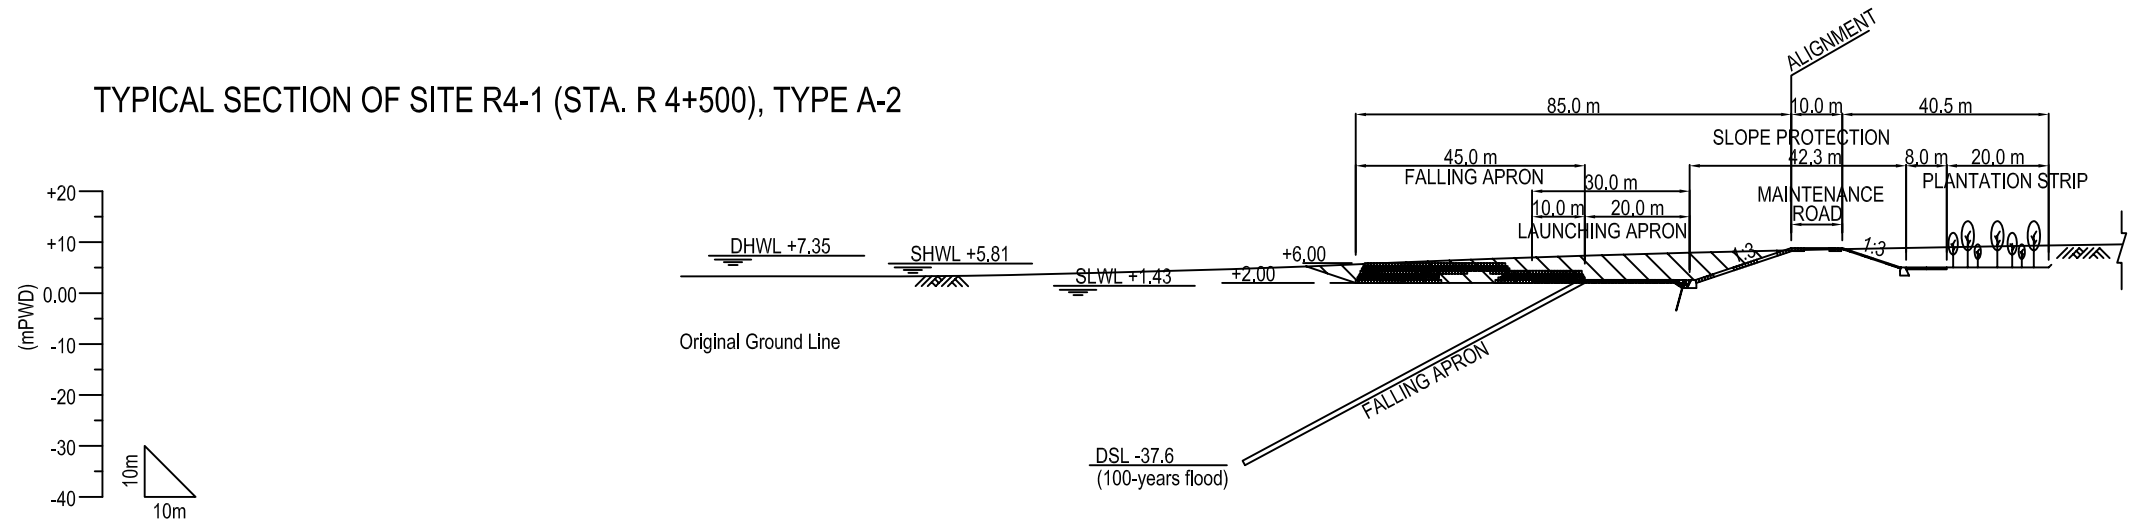 ALIGNMENT
TYPICAL SECTION OF SITE R4-1 (STA. R 4+500), TYPE A-2
85.0 m
10.0 m
40.5 m
SLOPE PROTECTION
45.0 m
42.3 m
8.0 m
20.0 m
FALLING APRON
30.0 m
PLANTATION STRIP
MAINTENANCE
ROAD
10.0 m
20.0 m
LAUNCHING APRON
+20
+10
0.00
-10
-20
-30
-40
(mPWD)
DHWL +7.35
SHWL +5.81
SLWL +1.43
+6.00
+2.00
1:3
1:3
Original Ground Line
FALLING APRON
DSL -37.6
(100-years flood)
10m
10m